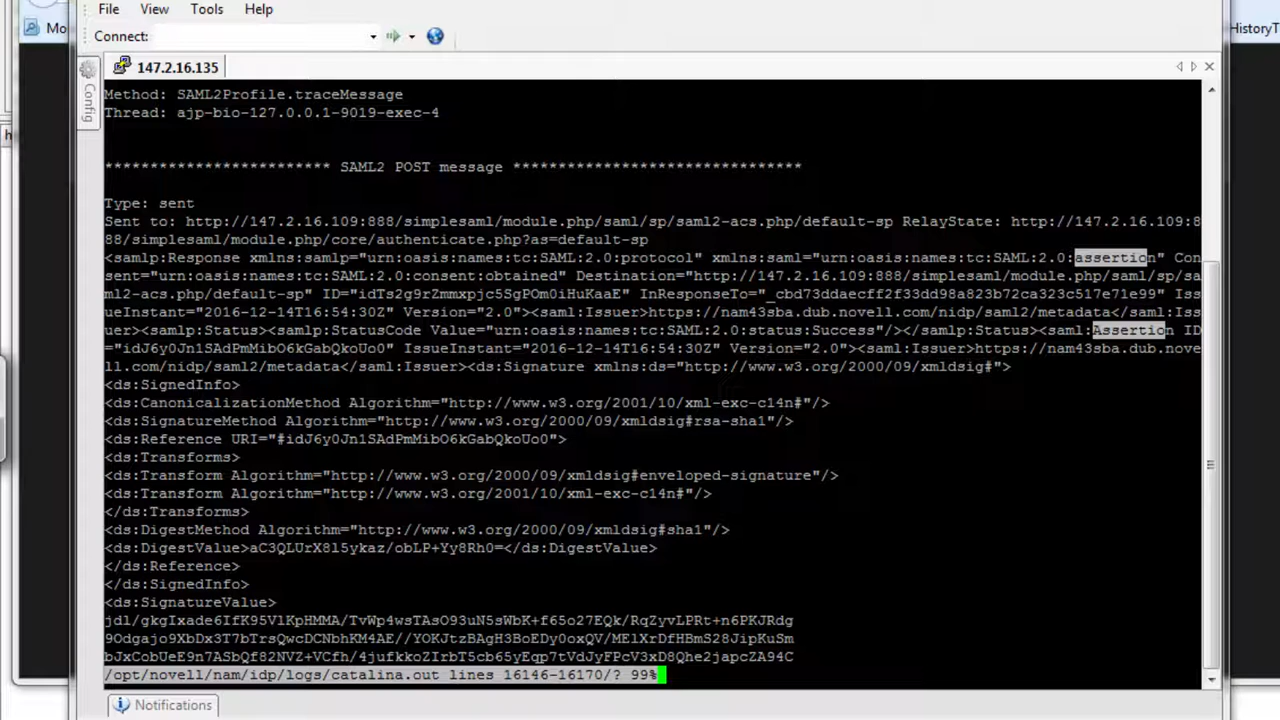 File View Tools Help
Mo
HistoryT
Connect:
147.2.16.135
Config
Method: SAML2Profile.traceMessage
Thread: ajp-bio-127.0.0.1-9019-exec-4
************************* SAML2 POST message ********************************
Type: sent
Sent to: http://147.2.16.109:888/simplesaml/module.php/saml/sp/saml2-acs.php/default-sp RelayState: http://147.2.16.109:8
88/simplesaml/module.php/core/authenticate.php?as=default-sp
<samlp:Response xmlns:samlp="urn:oasis:names:tc:SAML:2.0:protocol" xmlns:saml="urn:oasis:names:tc:SAML:2.0:assertion" Con
sent="urn:oasis:names:tc:SAML:2.0:consent:obtained" Destination="http://147.2.16.109:888/simplesaml/module.php/saml/sp/sa
ml2-acs.php/default-sp" ID="idTs2g9rZmmxpjc5SgPOm0iHuKaaE" InResponseTo="_cbd73ddaecff2f33dd98a823b72ca323c517e71e99" Iss
ueInstant="2016-12-14T16:54:30Z" Version="2.0"><saml:Issuer>https://nam43sba.dub.novell.com/nidp/saml2/metadata</saml:Iss
uer><samlp:Status><samlp:StatusCode Value="urn:oasis:names:tc:SAML:2.0:status:Success"/></samlp:Status><saml:Assertion ID
="idJ6y0Jn1SAdPmMibO6kGabQkoUo0" IssueInstant="2016-12-14T16:54:30Z" Version="2.0"><saml:Issuer>https://nam43sba.dub.nove
ll.com/nidp/saml2/metadata</saml:Issuer><ds:Signature xmlns:ds="http://www.w3.org/2000/09/xmldsig#">
<ds:SignedInfo>
<ds:CanonicalizationMethod Algorithm="http://www.w3.org/2001/10/xml-exc-c14n#"/>
<ds:SignatureMethod Algorithm="http://www.w3.org/2000/09/xmldsig#rsa-sha1"/>
<ds:Reference URI="#idJ6y0Jn1SAdPmMibO6kGabQkoUo0">
<ds:Transforms>
<ds:Transform Algorithm="http://www.w3.org/2000/09/xmldsig#enveloped-signature"/>
<ds:Transform Algorithm="http://www.w3.org/2001/10/xml-exc-c14n#"/>
</ds:Transforms>
<ds:DigestMethod Algorithm="http://www.w3.org/2000/09/xmldsig#sha1"/>
<ds:DigestValue>aC3QLUrX8l5ykaz/obLP+Yy8Rh0=</ds:DigestValue>
</ds:Reference>
</ds:SignedInfo>
<ds:SignatureValue>
jdl/gkgIxade6IfK95VlKpHMMA/TvWp4wsTAsO93uN5sWbK+f65o27EQk/RqZyvLPRt+n6PKJRdg
9Odgajo9XbDx3T7bTrsQwcDCNbhKM4AE//YOKJtzBAgH3BoEDy0oxQV/MElXrDfHBmS28JipKuSm
bJxCobUeE9n7ASbQf82NVZ+VCfh/4jufkkoZIrbT5cb65yEqp7tVdJyFPcV3xD8Qhe2japcZA94C
/opt/novell/nam/idp/logs/catalina.out lines 16146-16170/? 99%
Notifications